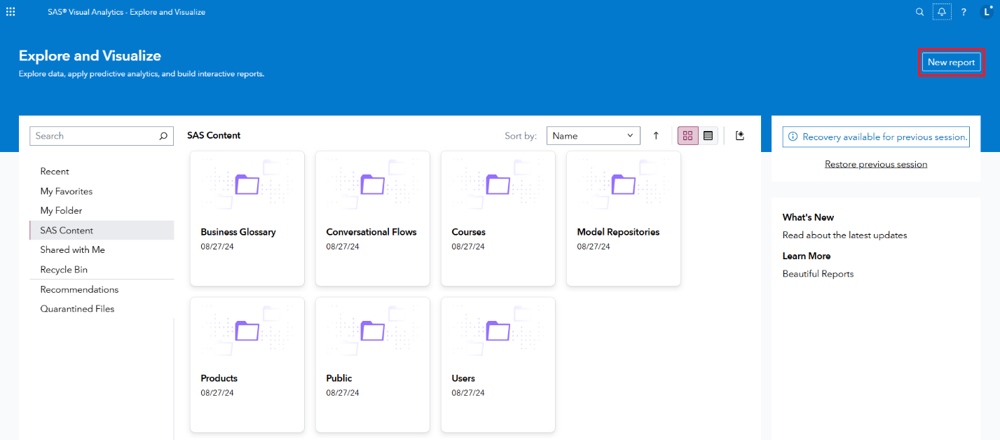 SAS® Visual Analytics - Explore and Visualize
?
L
Explore and Visualize
Explore data, apply predictive analytics, and build interactive reports.
New report
Search
Recent
My Favorites
My Folder
SAS Content
Shared with Me
Recycle Bin
Recommendations
Quarantined Files
SAS Content
Sort by:
Name
Business Glossary
08/27/24
Conversational Flows
08/27/24
Courses
08/27/24
Model Repositories
08/27/24
Products
08/27/24
Public
08/27/24
Users
08/27/24
Recovery available for previous session.
Restore previous session
What's New
Read about the latest updates
Learn More
Beautiful Reports